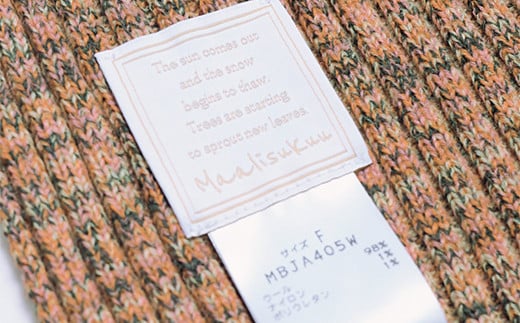 The sun comes out
and the snow
begins to thaw.
Trees are starting
to sprout new leaves.
Maalisukuu
サイズ F
MBJA405W
ウール 98%
ナイロン 1%
ポリウレタン 1%